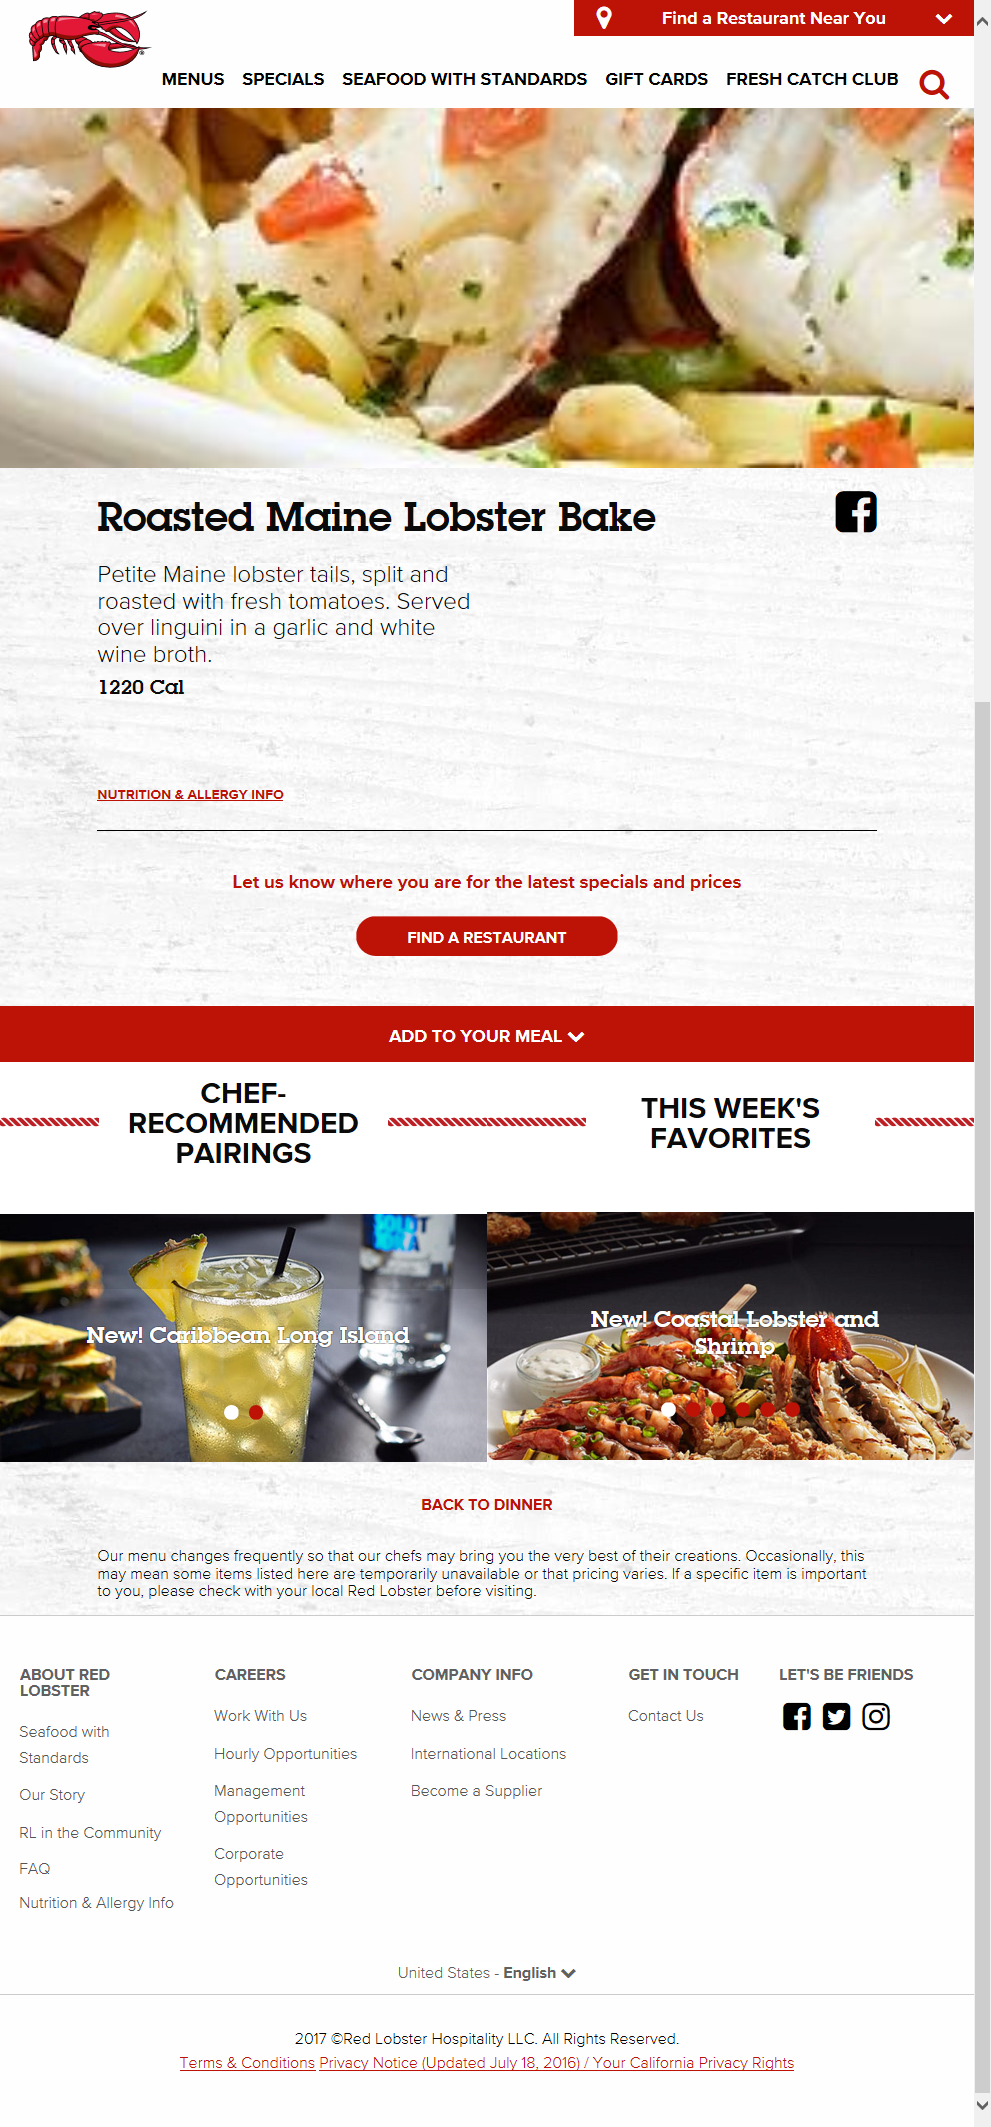 Find a Restaurant Near You
MENUS SPECIALS SEAFOOD WITH STANDARDS GIFT CARDS FRESH CATCH CLUB
Roasted Maine Lobster Bake
Petite Maine lobster tails, split and
roasted with fresh tomatoes. Served
over linguini in a garlic and white
wine broth.
1220 Cal
NUTRITION & ALLERGY INFO
Let us know where you are for the latest specials and prices
FIND A RESTAURANT
ADD TO YOUR MEAL
CHEF-
RECOMMENDED
PAIRINGS
THIS WEEK'S
FAVORITES
New! Caribbean Long Island
New! Coastal Lobster and
Shrimp
BACK TO DINNER
Our menu changes frequently so that our chefs may bring you the very best of their creations. Occasionally, this
may mean some items listed here are temporarily unavailable or that pricing varies. If a specific item is important
to you, please check with your local Red Lobster before visiting.
ABOUT RED
LOBSTER
Seafood with
Standards
Our Story
RL in the Community
FAQ
Nutrition & Allergy Info
CAREERS
Work With Us
Hourly Opportunities
Management
Opportunities
Corporate
Opportunities
COMPANY INFO
News & Press
International Locations
Become a Supplier
GET IN TOUCH
Contact Us
LET'S BE FRIENDS
United States - English
2017 ©Red Lobster Hospitality LLC. All Rights Reserved.
Terms & Conditions Privacy Notice (Updated July 18, 2016) / Your California Privacy Rights